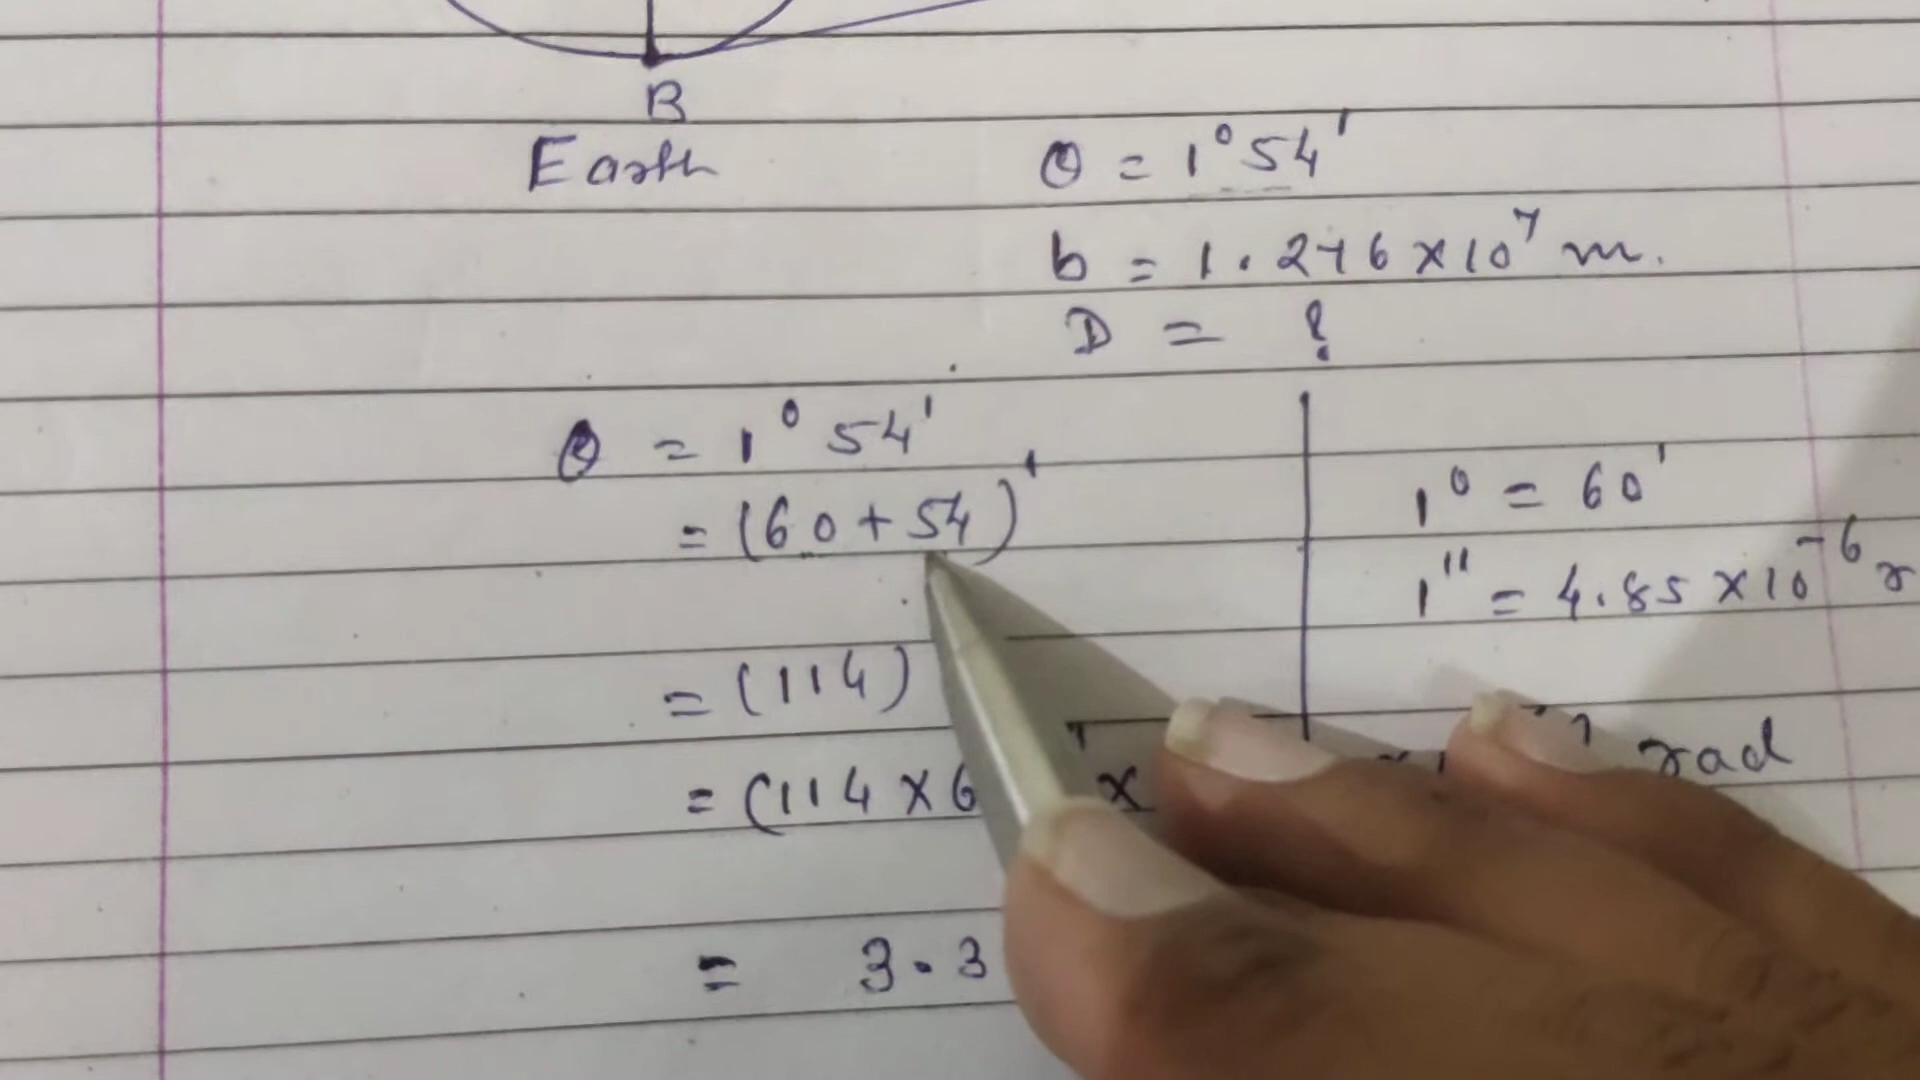 B
Earth
θ = 1° 54'
b = 1.276 × 10⁷ m.
D = ?
θ = 1° 54'
= (60 + 54)'
1° = 60'
1" = 4.85 × 10⁻⁶ r
= (114)
rad
= (114 × 6 ×
= 3.3